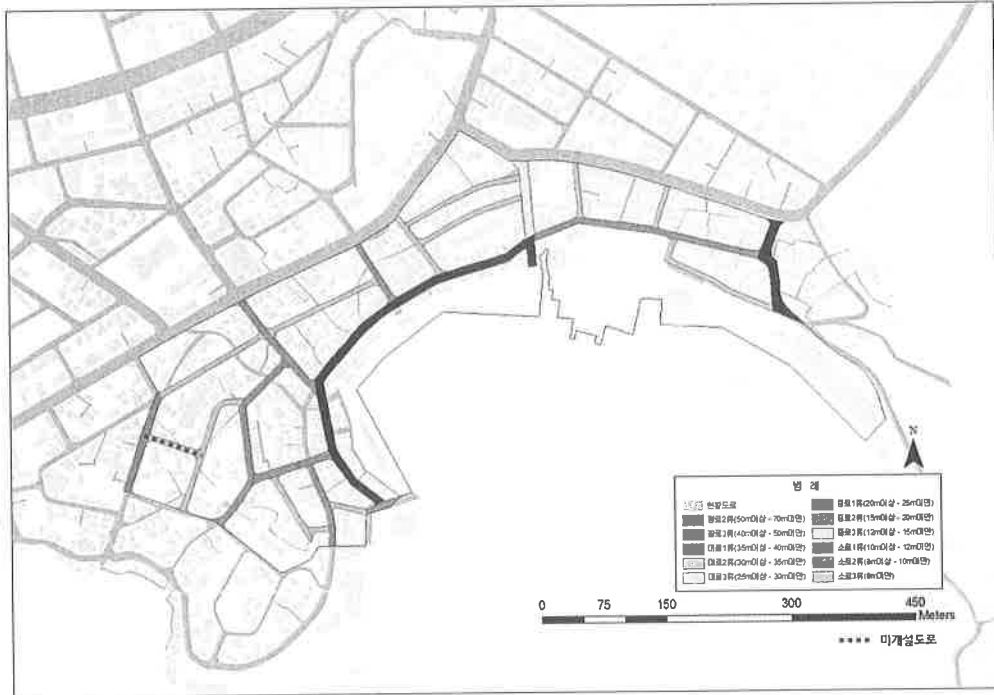 N
범 례
현황도로
광로2류(50m이상 - 70m미만)
광로3류(40m이상 - 50m미만)
대로1류(35m이상 - 40m미만)
대로2류(30m이상 - 35m미만)
대로3류(25m이상 - 30m미만)
중로1류(20m이상 - 25m미만)
중로2류(15m이상 - 20m미만)
중로3류(12m이상 - 15m미만)
소로1류(10m이상 - 12m미만)
소로2류(8m이상 - 10m미만)
소로3류(8m미만)
0 75 150 300 450
Meters
미개설도로